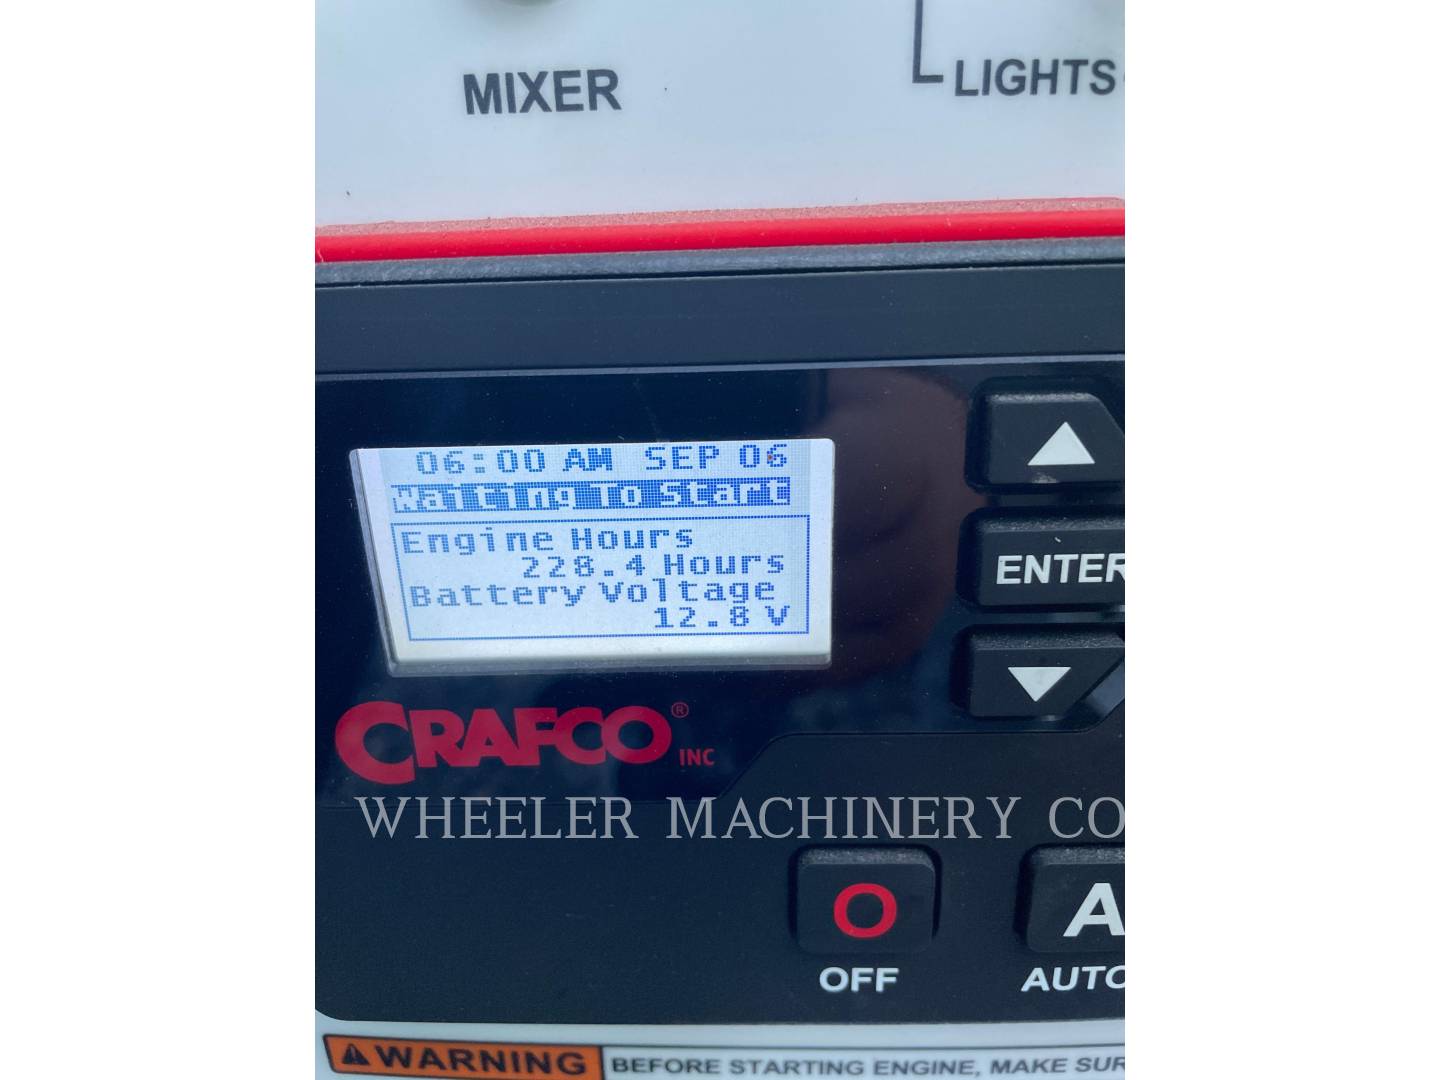 MIXER
LIGHTS
06:00 AM SEP 06
Waiting To Start
Engine Hours
228.4 Hours
Battery Voltage
12.8 V
ENTER
CRAFCO® INC
WHEELER MACHINERY CO
O
A
OFF
AUTO
WARNING
BEFORE STARTING ENGINE, MAKE SUR